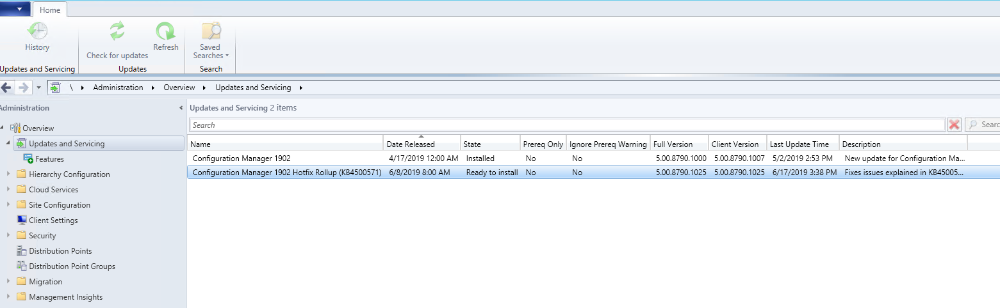 Home
History
Check for updates
Refresh
Saved
Searches
Updates and Servicing
Updates
Search
\ Administration Overview Updates and Servicing
Administration
Overview
Updates and Servicing
Features
Hierarchy Configuration
Cloud Services
Site Configuration
Client Settings
Security
Distribution Points
Distribution Point Groups
Migration
Management Insights
Updates and Servicing 2 items
Search
Name Date Released State Prereq Only Ignore Prereq Warning Full Version Client Version Last Update Time Description
Configuration Manager 1902 4/17/2019 12:00 AM Installed No No 5.00.8790.1000 5.00.8790.1007 5/2/2019 2:53 PM New update for Configuration Ma...
Configuration Manager 1902 Hotfix Rollup (KB4500571) 6/8/2019 8:00 AM Ready to install No No 5.00.8790.1025 5.00.8790.1025 6/17/2019 3:38 PM Fixes issues explained in KB45005...